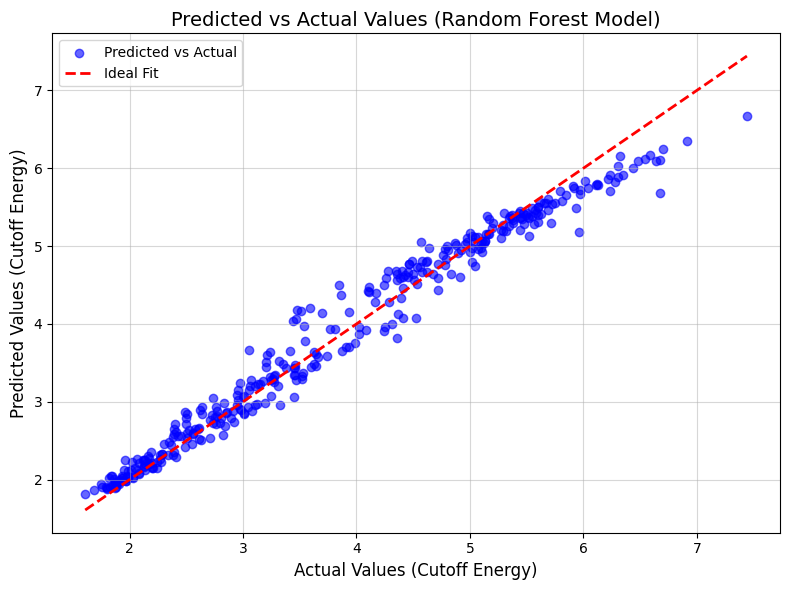 Predicted vs Actual Values (Random Forest Model)
Predicted vs Actual
Ideal Fit
Predicted Values (Cutoff Energy)
7
6
5
4
3
2
2 3 4 5 6 7
Actual Values (Cutoff Energy)